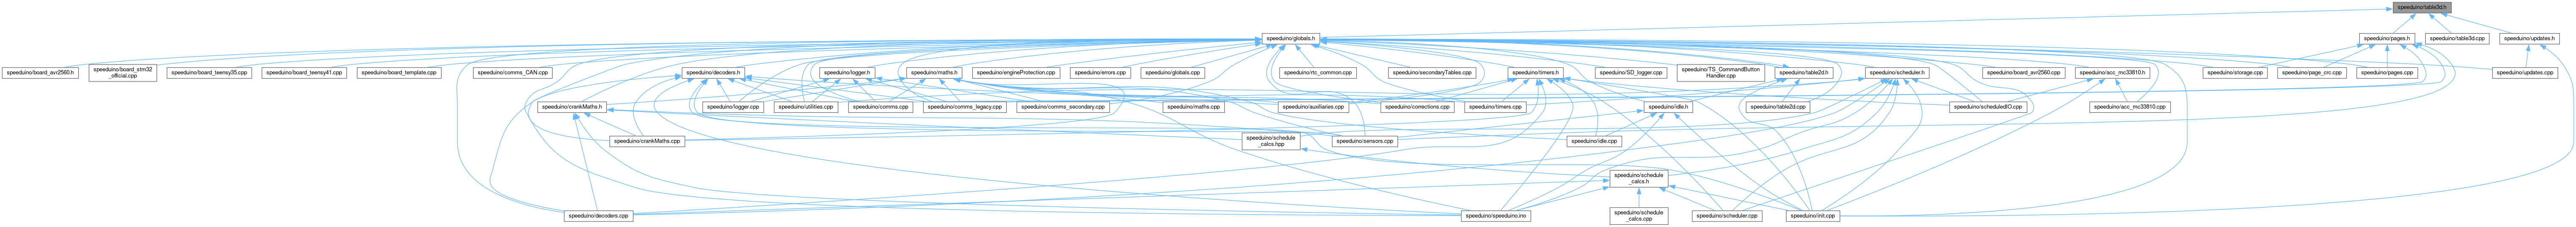 speeduino/table3d.h
speeduino/globals.h
speeduino/pages.h
speeduino/table3d.cpp
speeduino/updates.h
speeduino/board_avr2560.h
speeduino/board_stm32
_official.cpp
speeduino/board_teensy35.cpp
speeduino/board_teensy41.cpp
speeduino/board_template.cpp
speeduino/comms_CAN.cpp
speeduino/decoders.h
speeduino/logger.h
speeduino/maths.h
speeduino/engineProtection.cpp
speeduino/errors.cpp
speeduino/globals.cpp
speeduino/rtc_common.cpp
speeduino/secondaryTables.cpp
speeduino/timers.h
speeduino/SD_logger.cpp
speeduino/TS_CommandButton
Handler.cpp
speeduino/table2d.h
speeduino/scheduler.h
speeduino/board_avr2560.cpp
speeduino/acc_mc33810.h
speeduino/storage.cpp
speeduino/page_crc.cpp
speeduino/pages.cpp
speeduino/updates.cpp
speeduino/crankMaths.h
speeduino/logger.cpp
speeduino/utilities.cpp
speeduino/comms.cpp
speeduino/comms_legacy.cpp
speeduino/comms_secondary.cpp
speeduino/maths.cpp
speeduino/auxiliaries.cpp
speeduino/corrections.cpp
speeduino/timers.cpp
speeduino/idle.h
speeduino/table2d.cpp
speeduino/scheduledIO.cpp
speeduino/acc_mc33810.cpp
speeduino/crankMaths.cpp
speeduino/schedule
_calcs.hpp
speeduino/sensors.cpp
speeduino/idle.cpp
speeduino/schedule
_calcs.h
speeduino/decoders.cpp
speeduino/speeduino.ino
speeduino/schedule
_calcs.cpp
speeduino/scheduler.cpp
speeduino/init.cpp